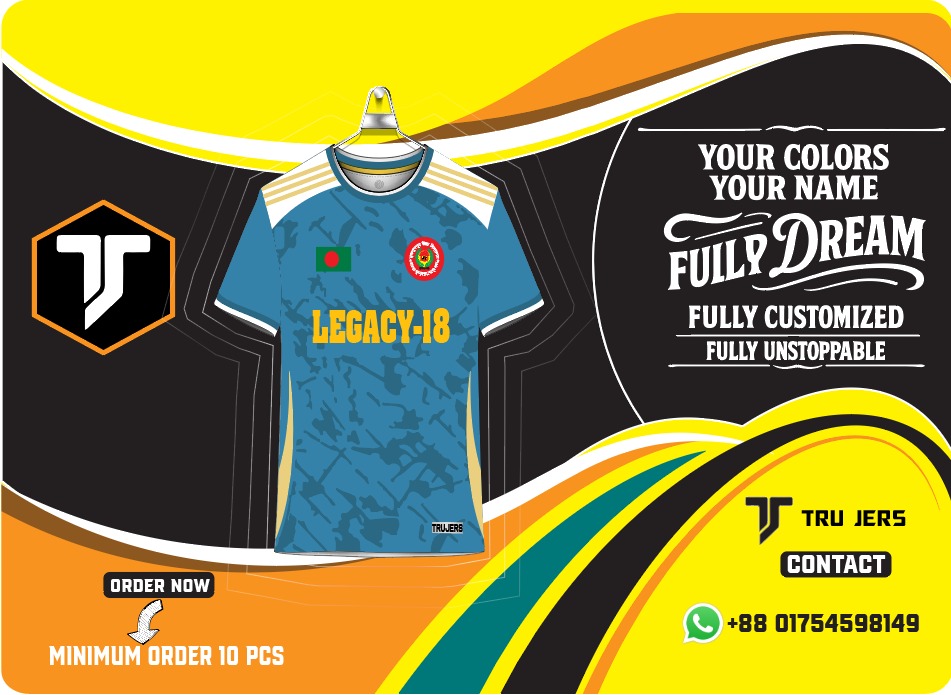 YOUR COLORS
YOUR NAME
FULLY DREAM
FULLY CUSTOMIZED
FULLY UNSTOPPABLE
LEGACY-18
TRUJERS
TRU JERS
CONTACT
+88 01754598149
ORDER NOW
MINIMUM ORDER 10 PCS